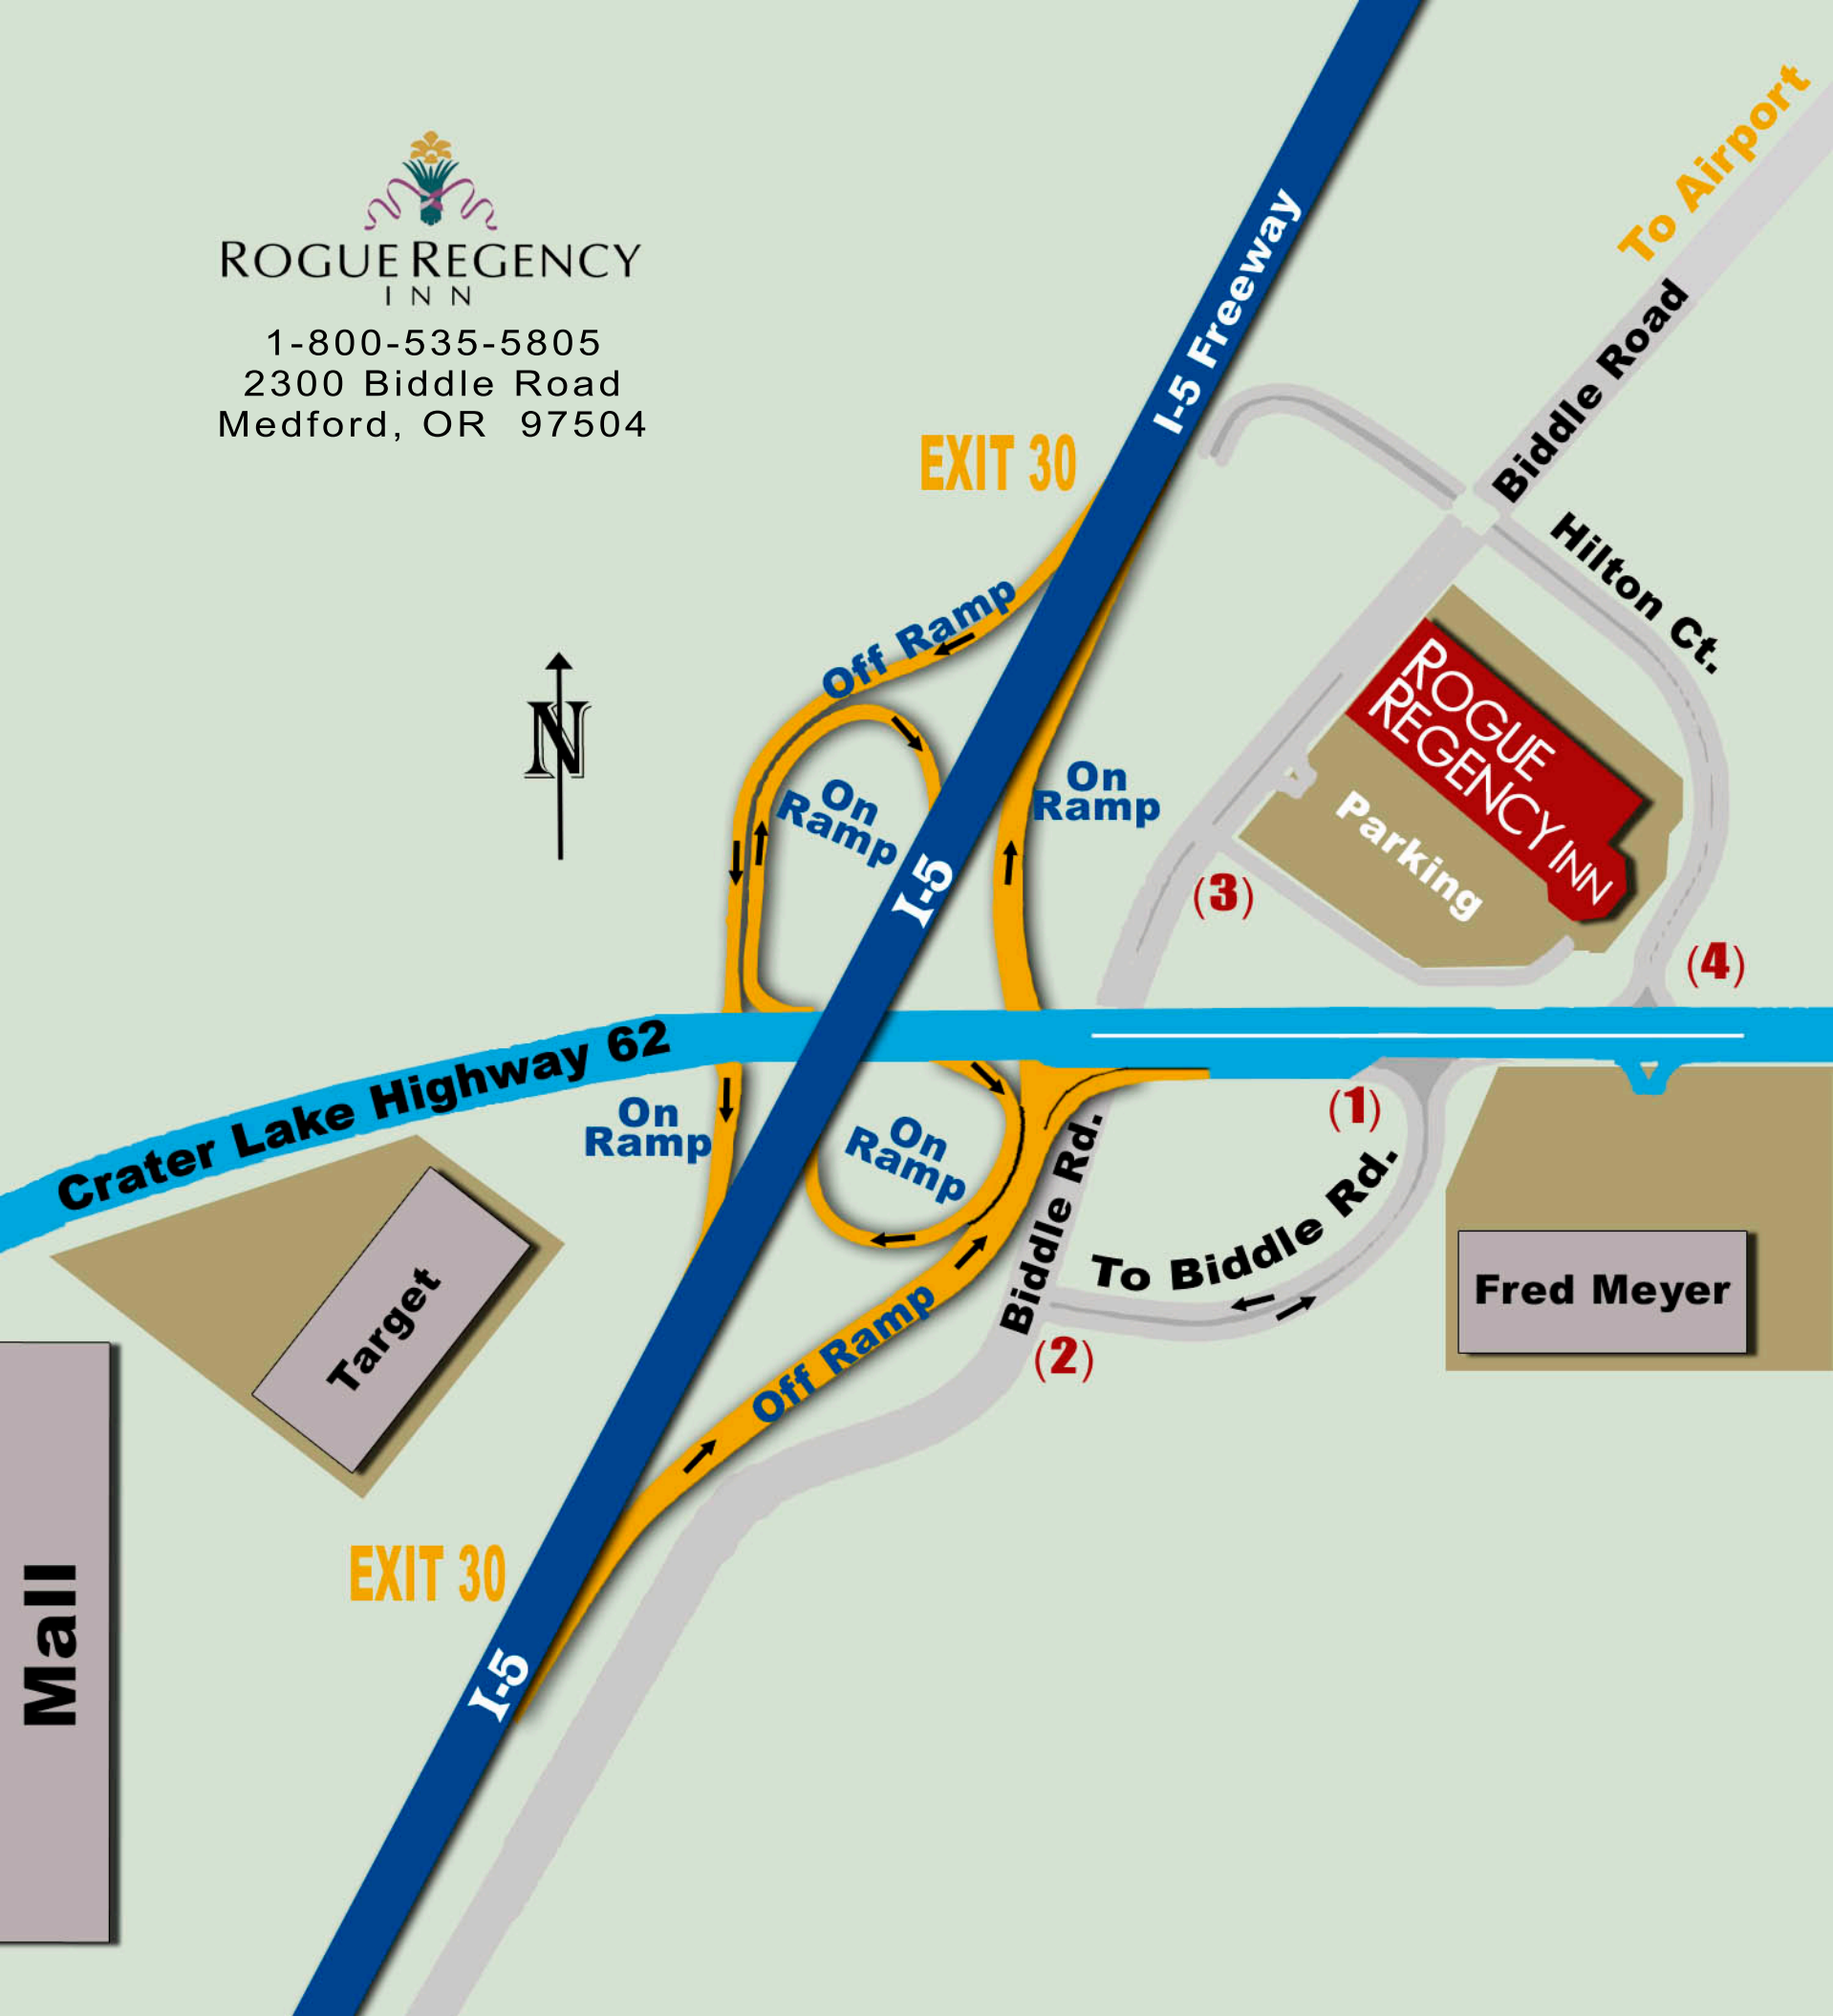 ROGUE REGENCY
INN
1-800-535-5805
2300 Biddle Road
Medford, OR 97504
To Airport
I-5 Freeway
Biddle Road
EXIT 30
Hilton Ct.
Off Ramp
N
ROGUE
REGENCY INN
On
Ramp
On
Ramp
Parking
I-5
(3)
(4)
Crater Lake Highway 62
On
Ramp
On
Ramp
(1)
Biddle Rd.
To Biddle Rd.
Target
Fred Meyer
Off Ramp
(2)
EXIT 30
Mall
I-5